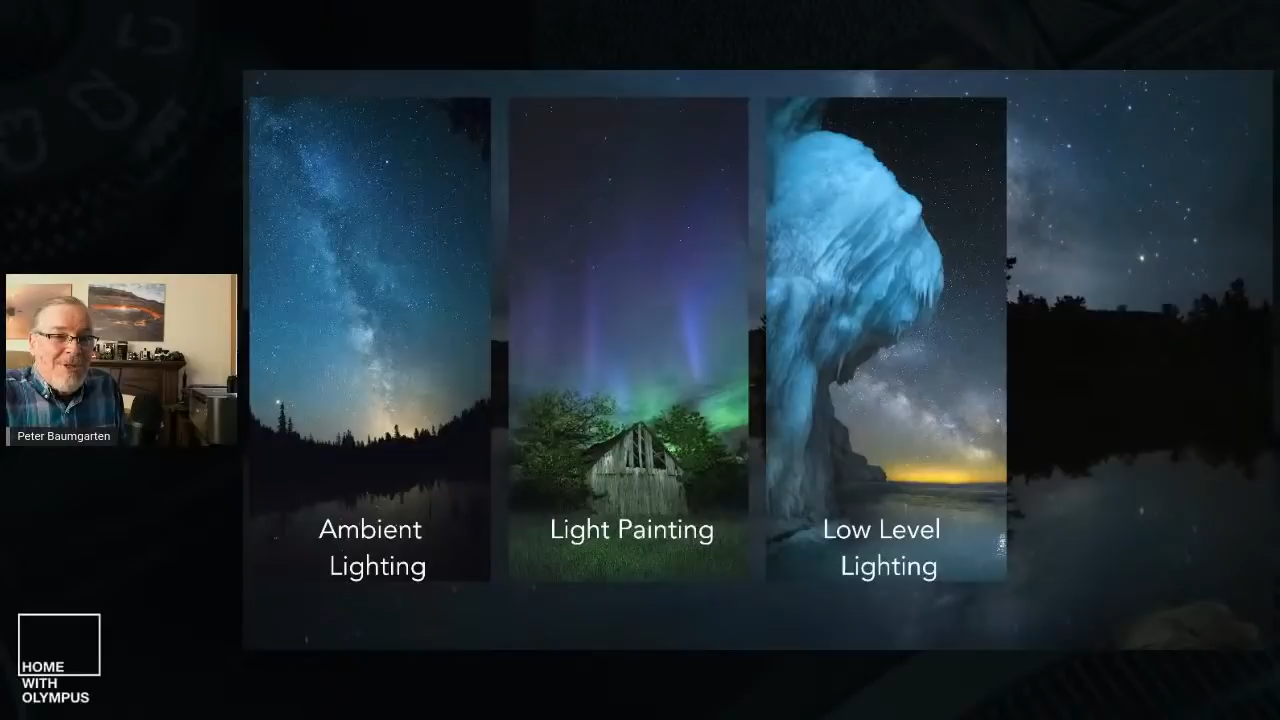 Ambient
Lighting
Light Painting
Low Level
Lighting
Peter Baumgarten
HOME
WITH
OLYMPUS